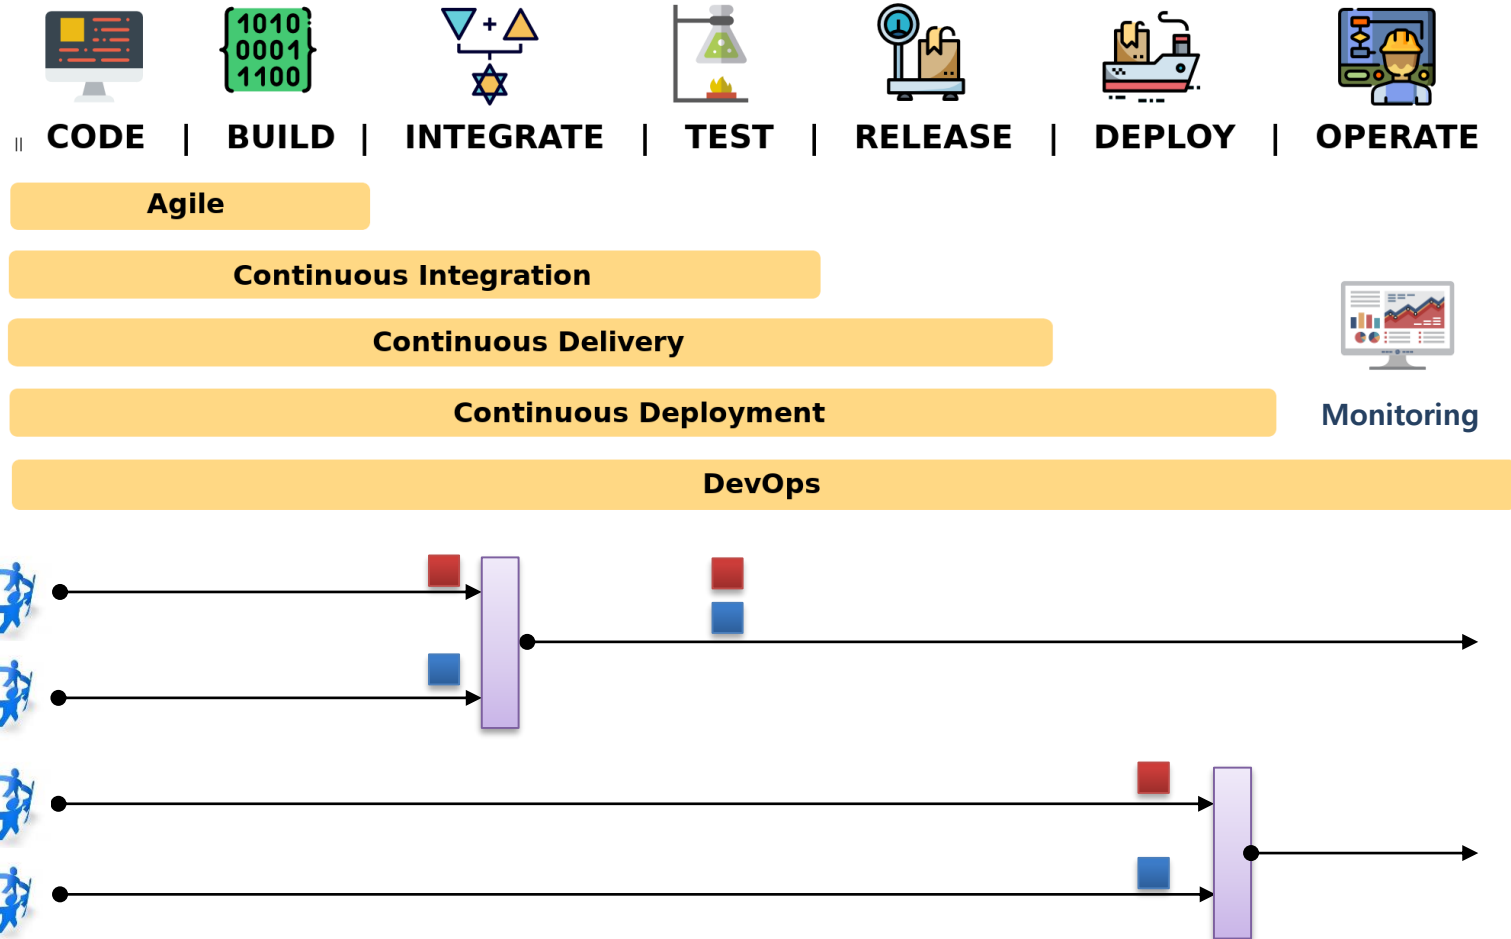 1010
0001
1100
|| CODE | BUILD | INTEGRATE | TEST | RELEASE | DEPLOY | OPERATE
Agile
Continuous Integration
Continuous Delivery
Continuous Deployment
Monitoring
DevOps